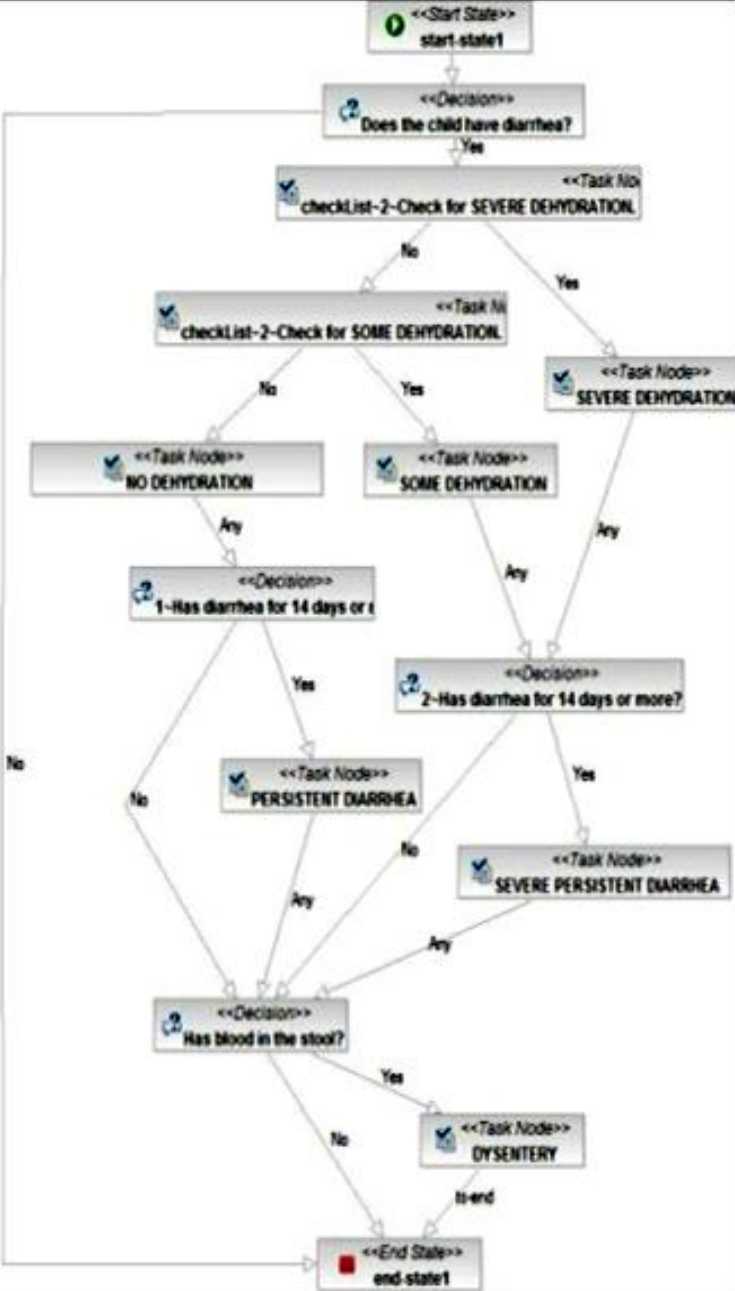 <<Start State>>
start-state1
<<Decision>>
Does the child have diarrhea?
Yes
<<Task No
checkList~2~Check for SEVERE DEHYDRATION.
No
Yes
<<Task N
checkList~2~Check for SOME DEHYDRATION.
<<Task Node>>
SEVERE DEHYDRATION
No
Yes
<<Task Node>>
NO DEHYDRATION
<<Task Node>>
SOME DEHYDRATION
Any
Any
Any
<<Decision>>
1~Has diarrhea for 14 days or
<<Decision>>
2~Has diarrhea for 14 days or more?
Yes
No
No
Yes
<<Task Node>>
PERSISTENT DIARRHEA
No
<<Task Node>>
SEVERE PERSISTENT DIARRHEA
Any
Any
<<Decision>>
Has blood in the stool?
Yes
No
<<Task Node>>
DYSENTERY
to-end
<<End State>>
end-state1